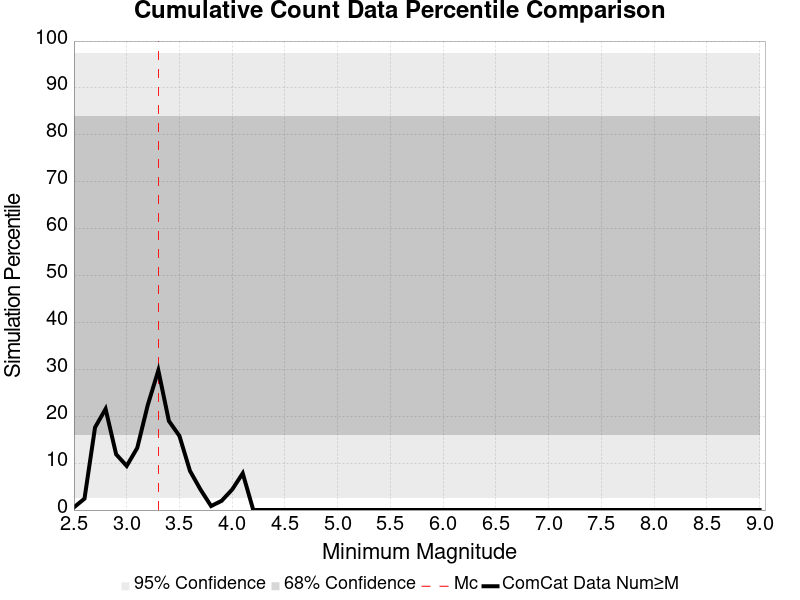 Cumulative Count Data Percentile Comparison
Simulation Percentile
100
90
80
70
60
50
40
30
20
10
0
2.5 3.0 3.5 4.0 4.5 5.0 5.5 6.0 6.5 7.0 7.5 8.0 8.5 9.0
Minimum Magnitude
95% Confidence 68% Confidence Mc ComCat Data Num≥M